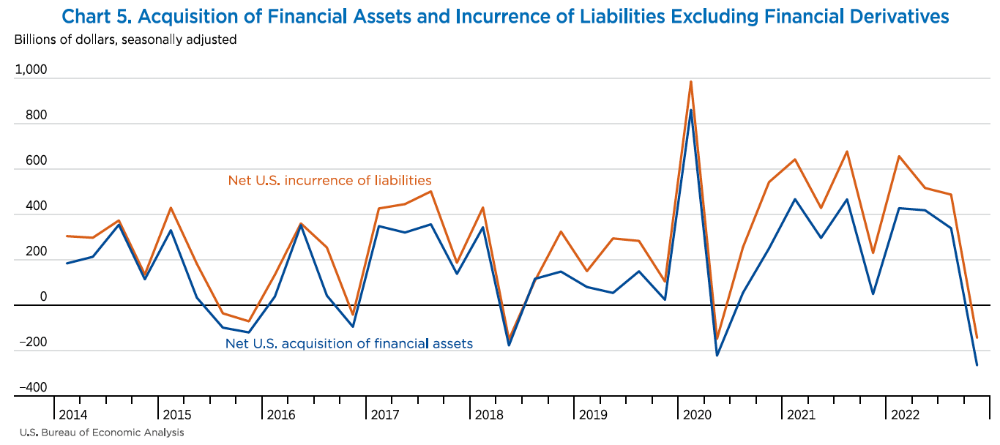 Chart 5. Acquisition of Financial Assets and Incurrence of Liabilities Excluding Financial Derivatives
Billions of dollars, seasonally adjusted
1,000
800
600
Net U.S. incurrence of liabilities
400
200
0
Net U.S. acquisition of financial assets
−200
−400
2014 2015 2016 2017 2018 2019 2020 2021 2022
U.S. Bureau of Economic Analysis